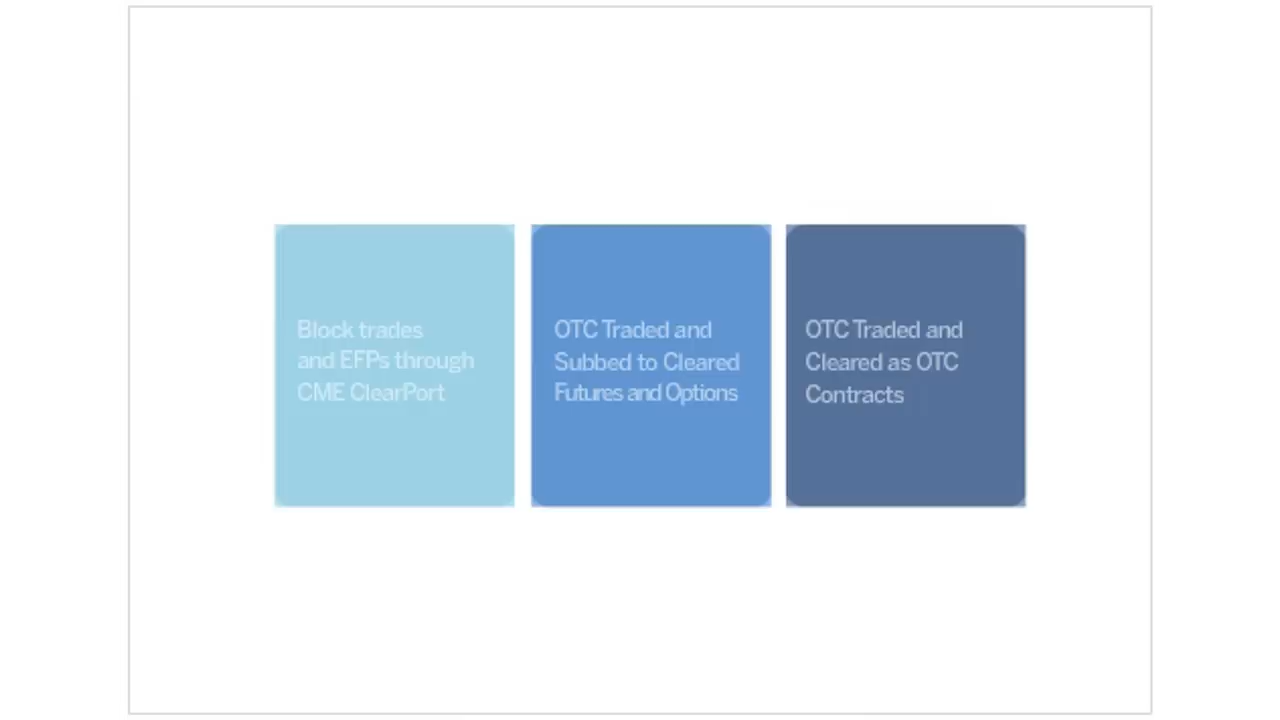 Block trades
and EFPs through
CME ClearPort
OTC Traded and
Subbed to Cleared
Futures and Options
OTC Traded and
Cleared as OTC
Contracts